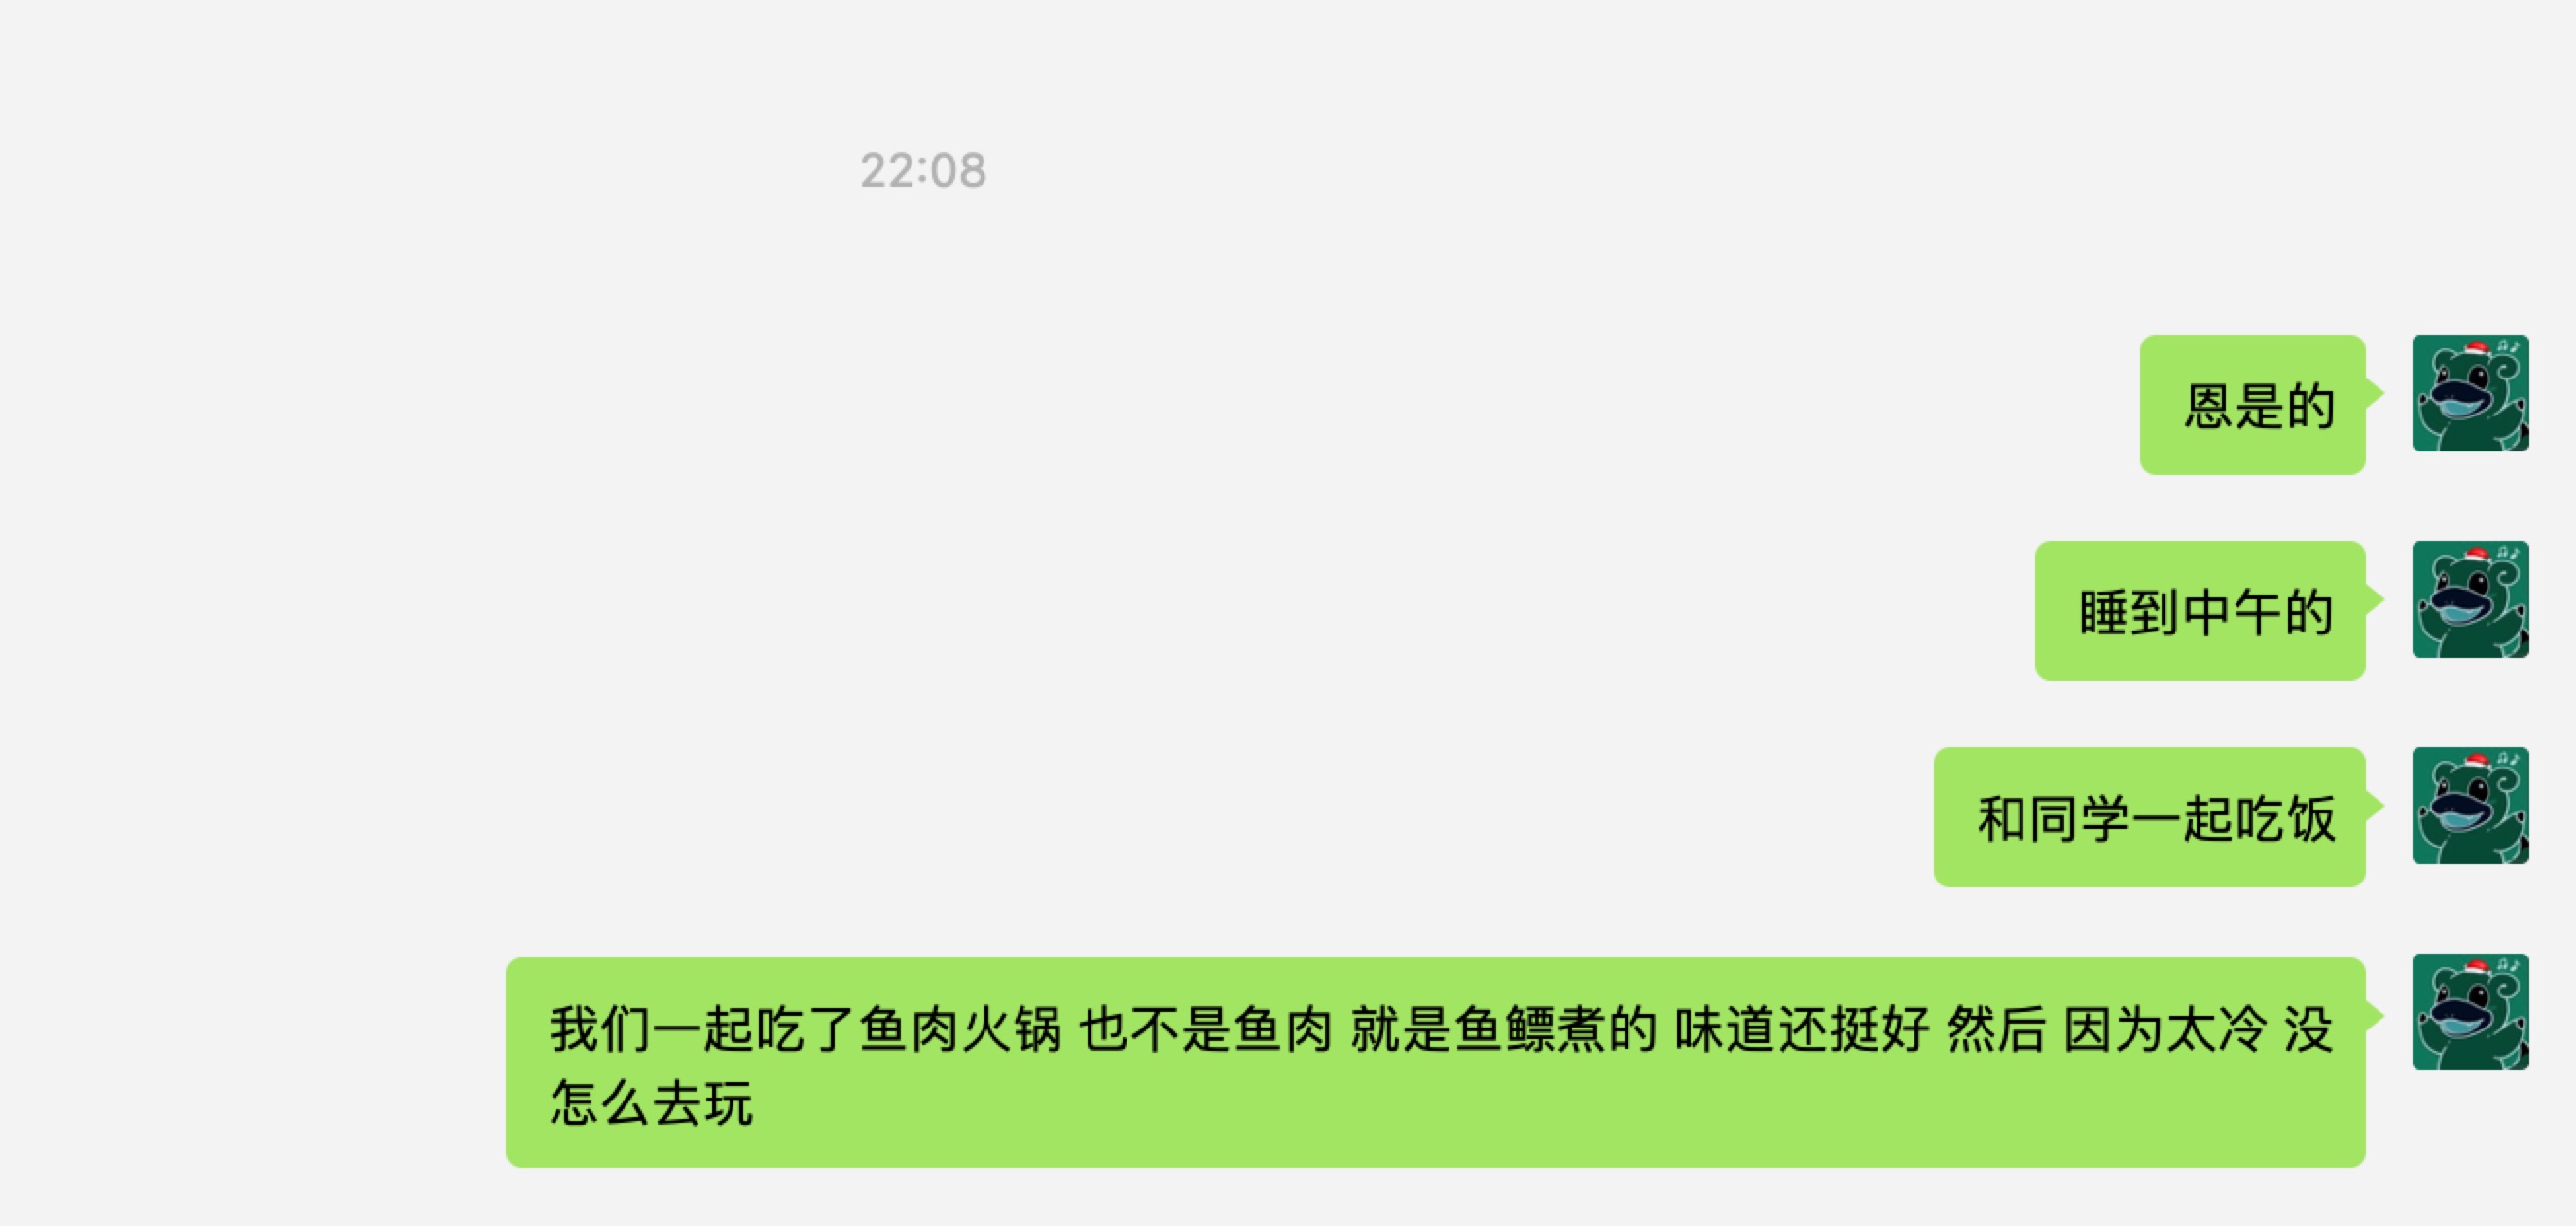 22:08
恩是的
睡到中午的
和同学一起吃饭
我们一起吃了鱼肉火锅 也不是鱼肉 就是鱼鳔煮的 味道还挺好 然后 因为太冷 没
怎么去玩